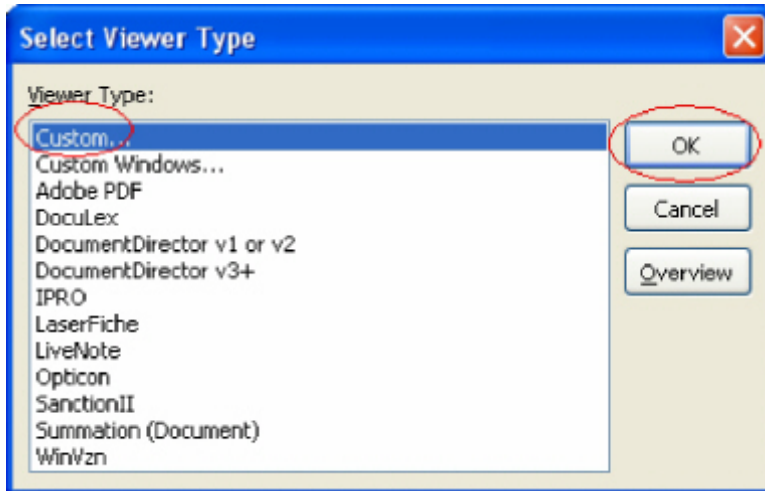 Select Viewer Type
Viewer Type:
Custom...
Custom Windows...
Adobe PDF
DocuLex
DocumentDirector v1 or v2
DocumentDirector v3+
IPRO
LaserFiche
LiveNote
Opticon
SanctionII
Summation (Document)
WinVzn
OK
Cancel
Overview